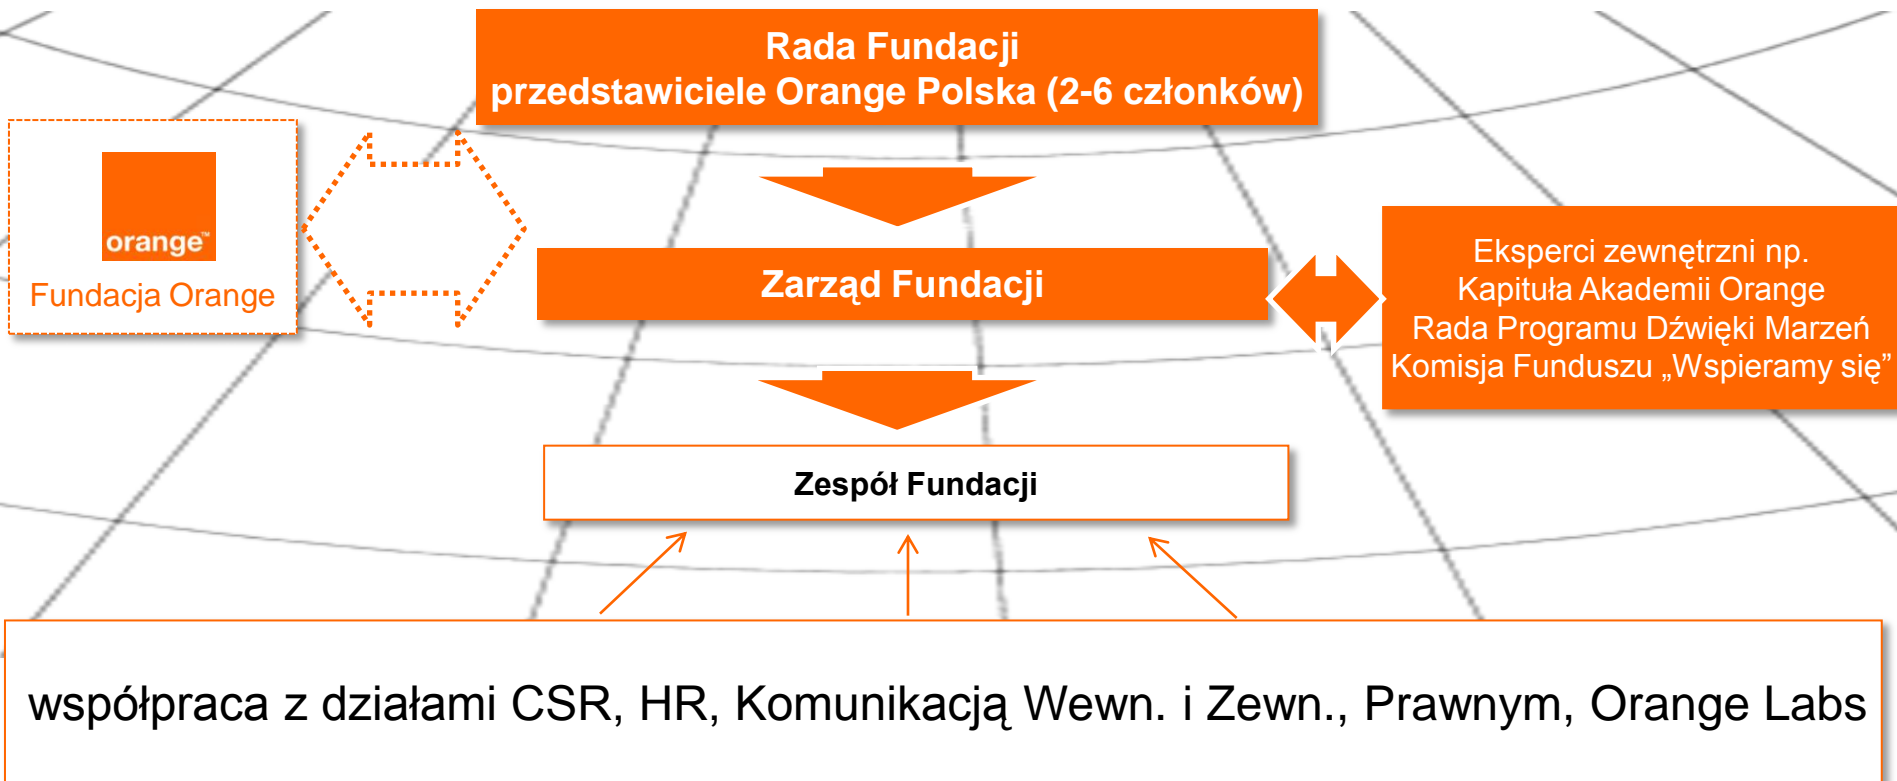 Rada Fundacji
przedstawiciele Orange Polska (2-6 członków)
orange™
Fundacja Orange
Zarząd Fundacji
Eksperci zewnętrzni np.
Kapituła Akademii Orange
Rada Programu Dźwięki Marzeń
Komisja Funduszu „Wspieramy się”
Zespół Fundacji
współpraca z działami CSR, HR, Komunikacją Wewn. i Zewn., Prawnym, Orange Labs